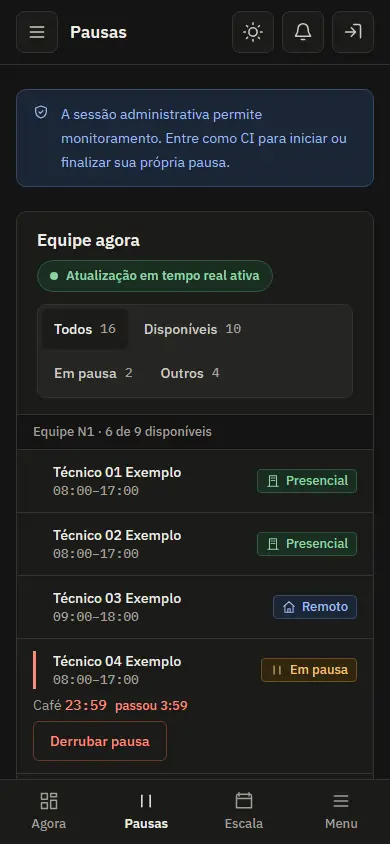 Pausas
A sessão administrativa permite
monitoramento. Entre como CI para iniciar ou
finalizar sua própria pausa.
Equipe agora
Atualização em tempo real ativa
Todos 16 Disponíveis 10
Em pausa 2 Outros 4
Equipe N1 · 6 de 9 disponíveis
Técnico 01 Exemplo
08:00–17:00
Presencial
Técnico 02 Exemplo
08:00–17:00
Presencial
Técnico 03 Exemplo
09:00–18:00
Remoto
Técnico 04 Exemplo
08:00–17:00
Em pausa
Café 23:59 passou 3:59
Derrubar pausa
Agora Pausas Escala Menu